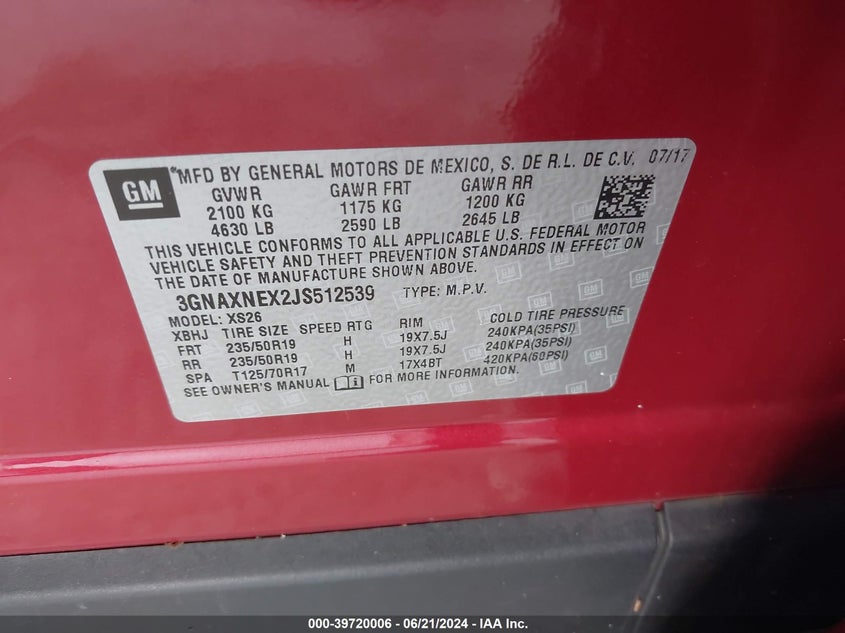 GM
*MFD BY GENERAL MOTORS DE MEXICO, S. DE R.L. DE C.V. 07/17
GVWR GAWR FRT GAWR RR
2100 KG 1175 KG 1200 KG
4630 LB 2590 LB 2645 LB
THIS VEHICLE CONFORMS TO ALL APPLICABLE U.S. FEDERAL MOTOR
VEHICLE SAFETY AND THEFT PREVENTION STANDARDS IN EFFECT ON
THE DATE OF MANUFACTURE SHOWN ABOVE.
3GNAXNEX2JS512539 TYPE: M.P.V.
MODEL: XS26
XBHJ TIRE SIZE SPEED RTG RIM COLD TIRE PRESSURE
FRT 235/50R19 H 19X7.5J 240KPA(35PSI)
RR 235/50R19 H 19X7.5J 240KPA(35PSI)
SPA T125/70R17 M 17X4BT 420KPA(60PSI)
SEE OWNER'S MANUAL FOR MORE INFORMATION.
000-39720006 - 06/21/2024 - IAA Inc.